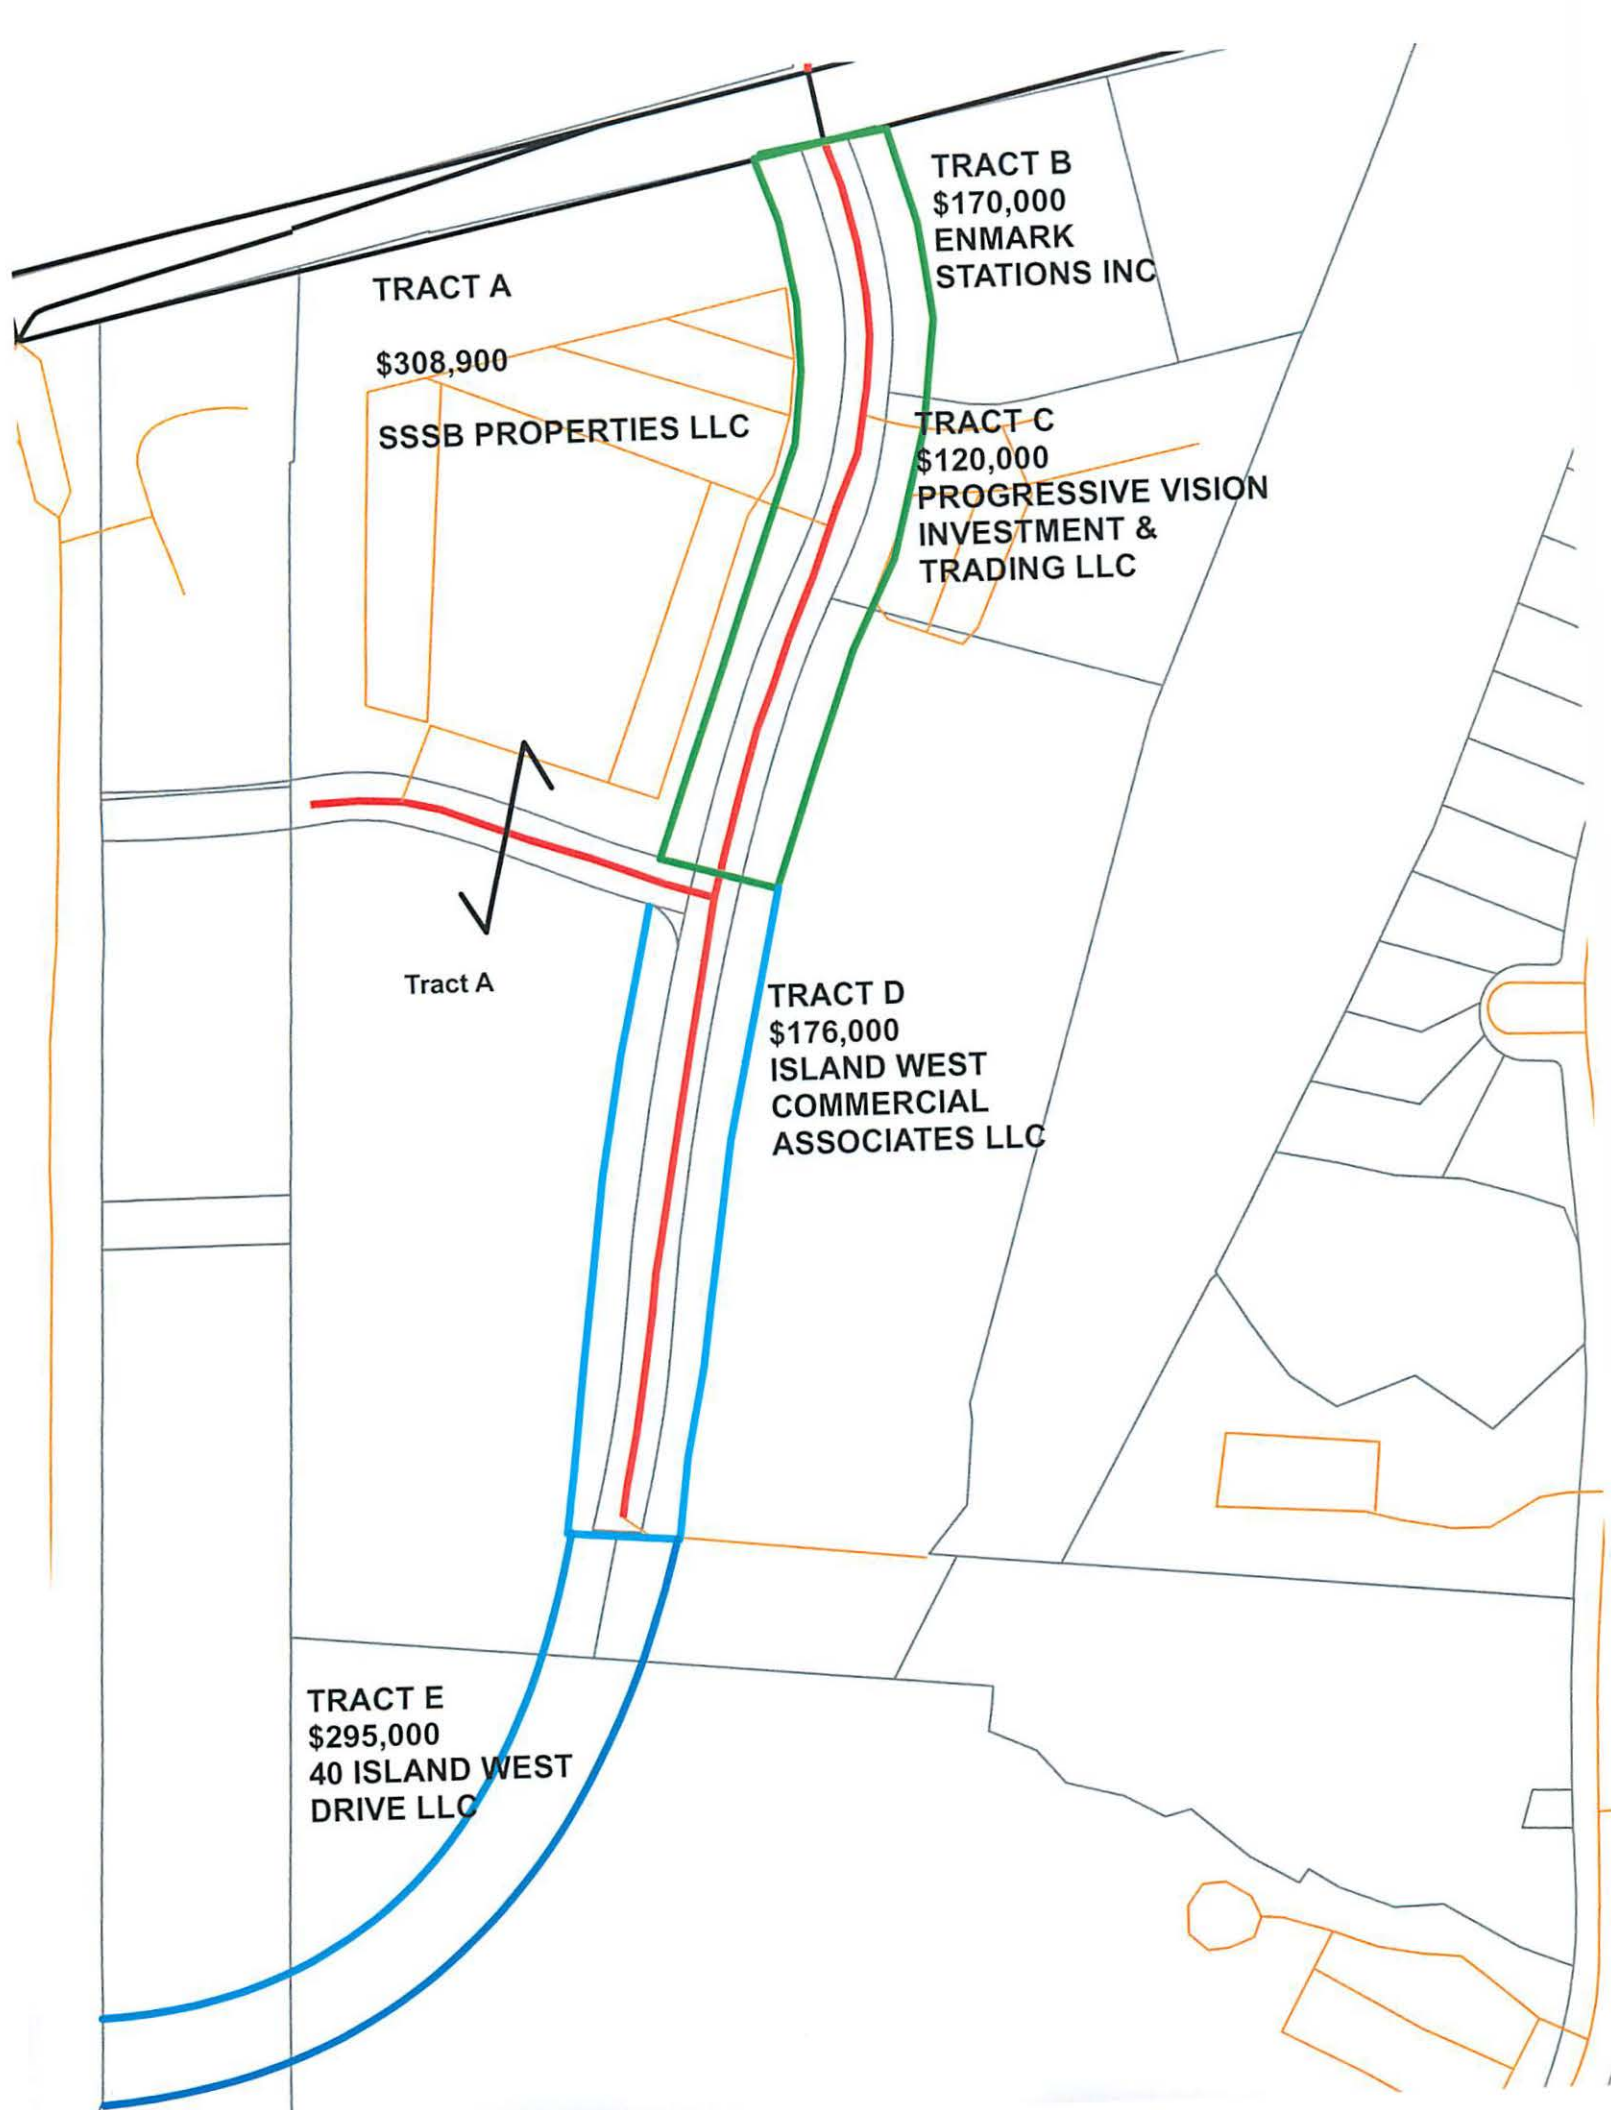 TRACT B
$170,000
ENMARK
STATIONS INC
TRACT A
$308,900
SSSB PROPERTIES LLC
TRACT C
$120,000
PROGRESSIVE VISION
INVESTMENT &
TRADING LLC
Tract A
TRACT D
$176,000
ISLAND WEST
COMMERCIAL
ASSOCIATES LLC
TRACT E
$295,000
40 ISLAND WEST
DRIVE LLC